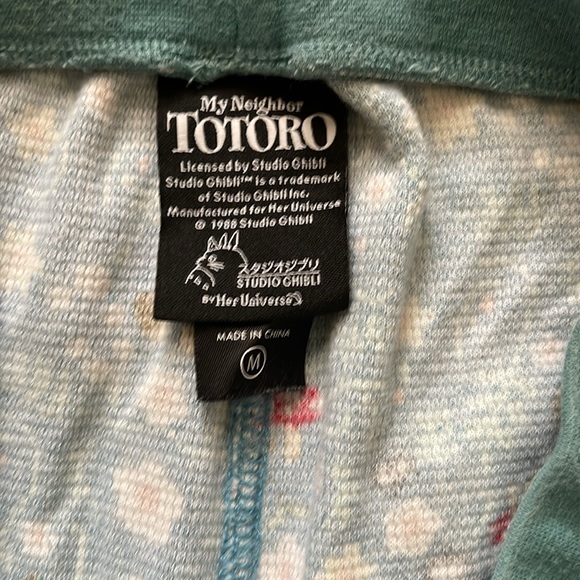 My Neighbor
TOTORO
Licensed by Studio Ghibli
Studio Ghibli™ is a trademark
of Studio Ghibli Inc.
Manufactured for Her Universe
© 1988 Studio Ghibli
スタジオジブリ
STUDIO GHIBLI
BY Her Universe
MADE IN CHINA
M